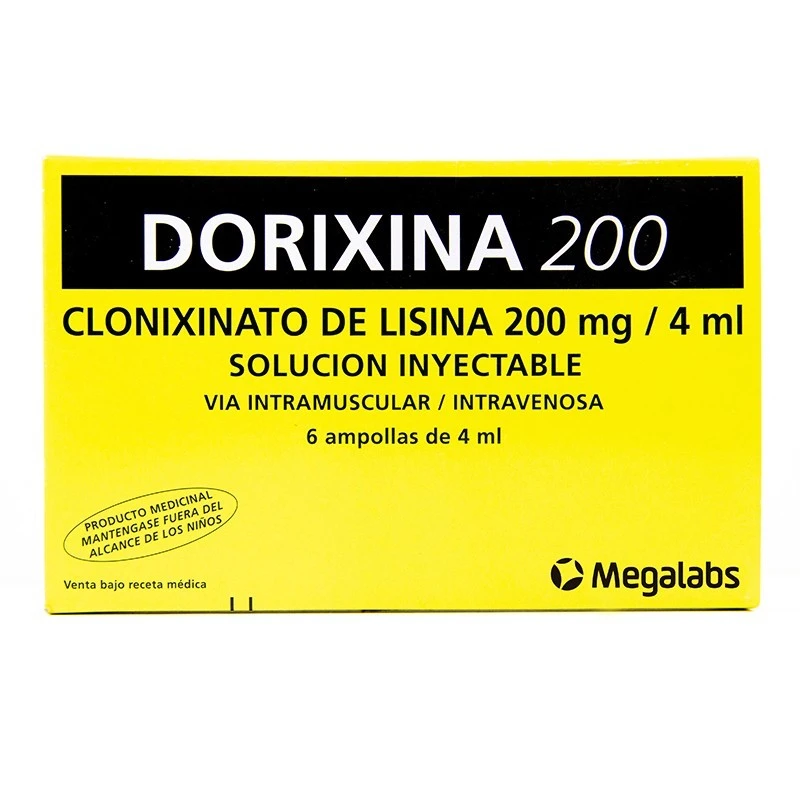 DORIXINA 200
CLONIXINATO DE LISINA 200 mg / 4 ml
SOLUCION INYECTABLE
VIA INTRAMUSCULAR / INTRAVENOSA
6 ampollas de 4 ml
PRODUCTO MEDICINAL
MANTENGASE FUERA DEL
ALCANCE DE LOS NIÑOS
Venta bajo receta médica
Megalabs